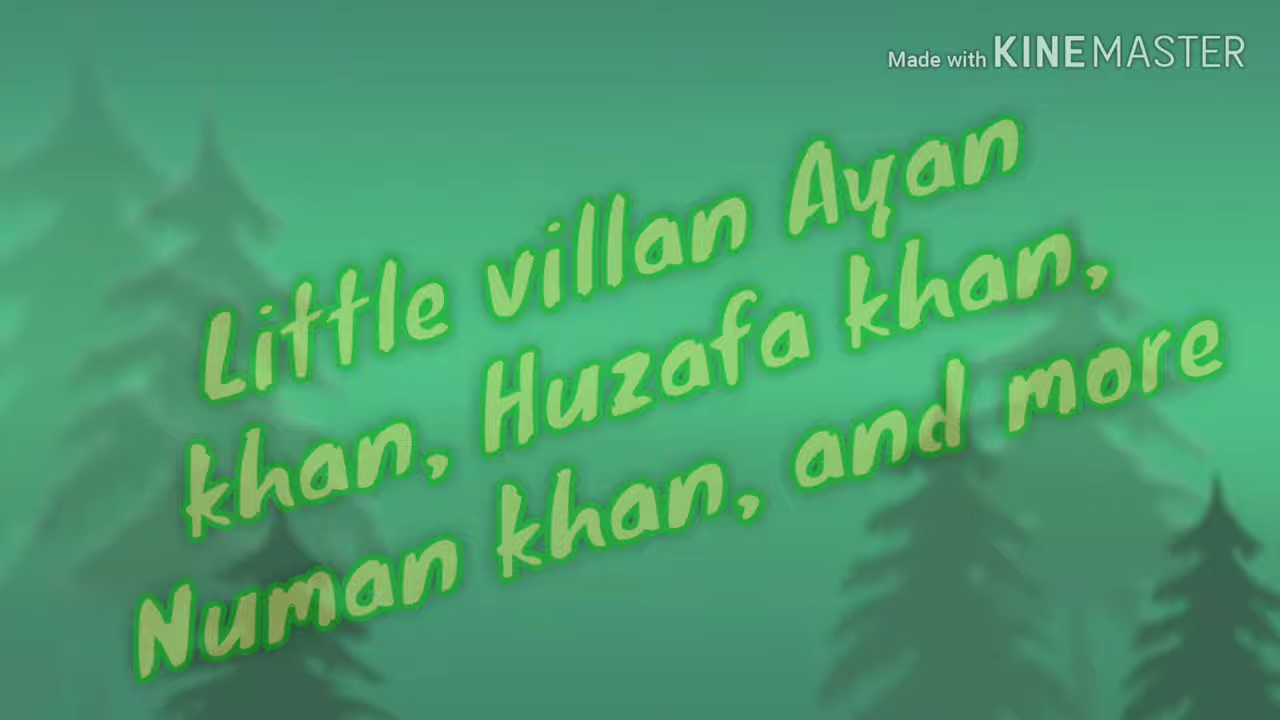 Made with KINEMASTER
Little villan Ayan
khan, Huzafa khan,
Numan khan, and more